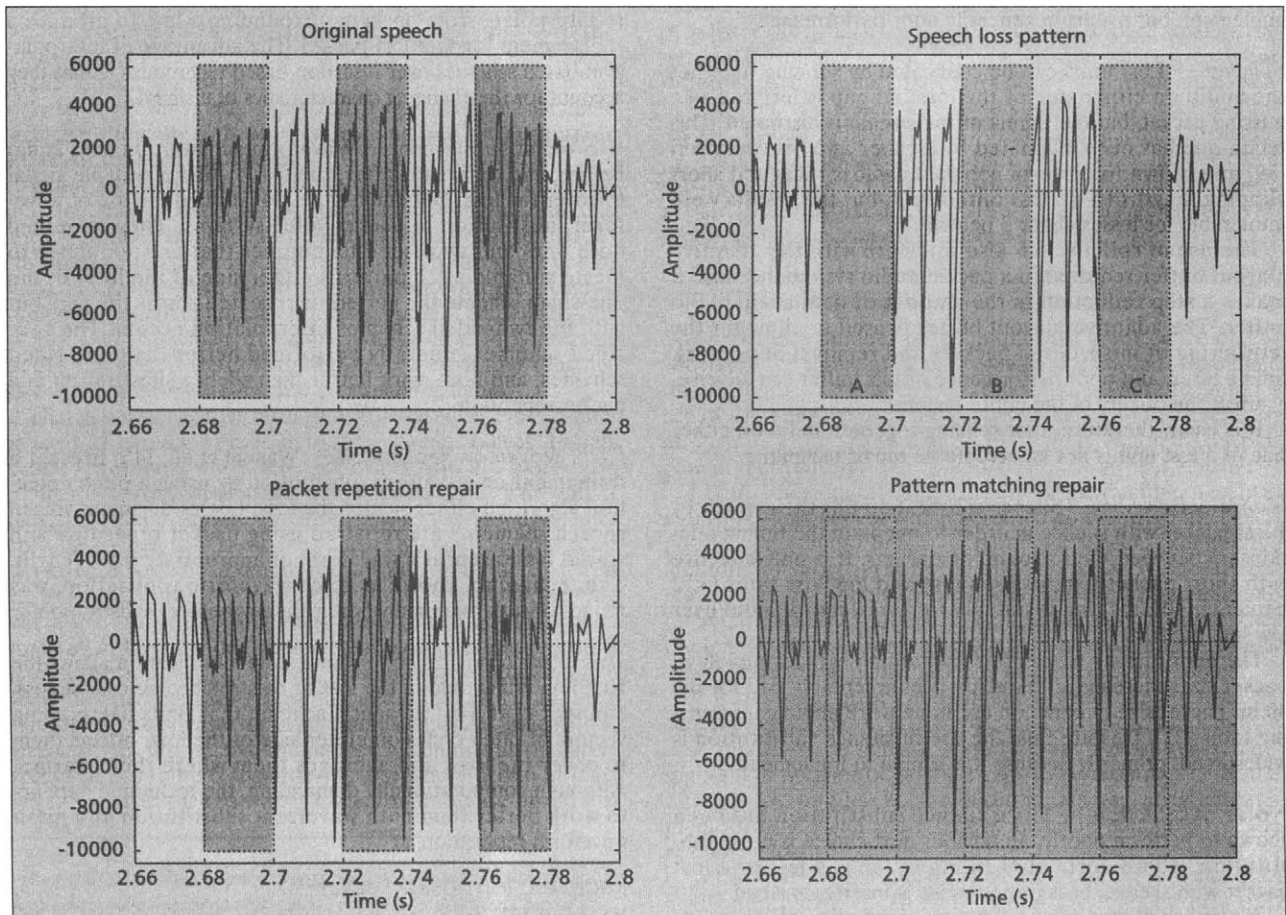 Original speech
6000
4000
2000
0
-2000
-4000
-6000
-8000
-10000
Amplitude
2.66 2.68 2.7 2.72 2.74 2.76 2.78 2.8
Time (s)
Speech loss pattern
6000
4000
2000
0
-2000
-4000
-6000
8000
-10000
Amplitude
A B C
2.66 2.68 2.7 2.72 2.74 2.76 2.78 2.8
Time (s)
Packet repetition repair
6000
4000
2000
0
-2000
-4000
-6000
-8000
-10000
Amplitude
2.66 2.68 2.7 2.72 2.74 2.76 2.78 2.8
Time (s)
Pattern matching repair
6000
4000
2000
0
-2000
-4000
-6000
-8000
-10000
Amplitude
2.66 2.68 2.7 2.72 2.74 2.76 2.78 2.8
Time (s)